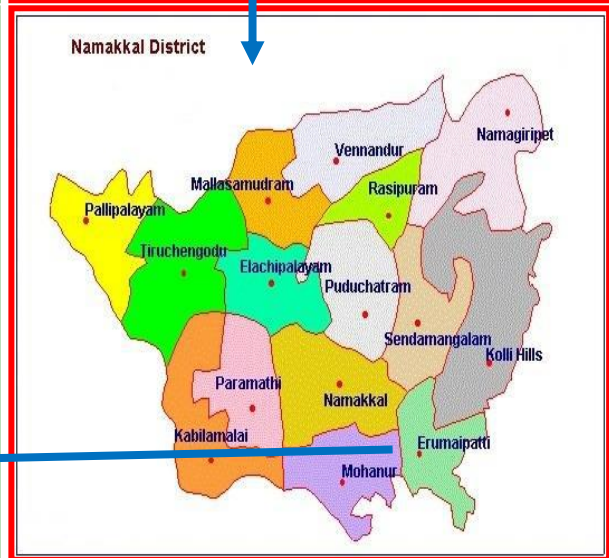 Namakkal District
Vennandur
Namagiripet
Mallasamudram
Rasipuram
Pallipalayam
Tiruchengodu
Elachipalayam
Puduchatram
Sendamangalam
Kolli Hills
Paramathi
Namakkal
Kabilamalai
Erumaipatti
Mohanur